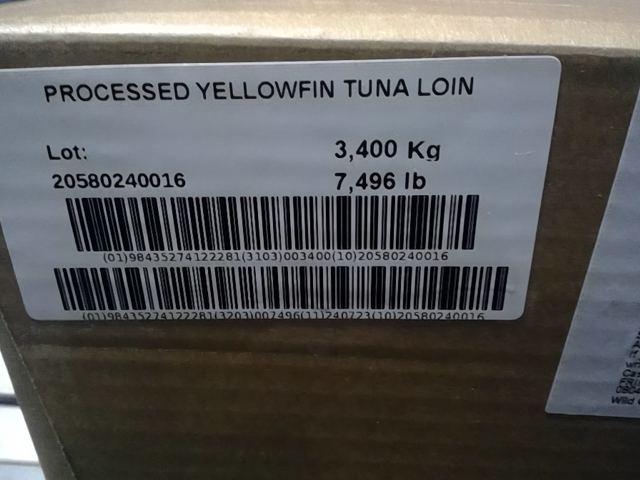 PROCESSED YELLOWFIN TUNA LOIN
Lot:
3,400 Kg
20580240016
7,496 lb
(01)98435274122281(3103)003400(10)20580240016
(01)98435274122281(3203)007496(11)240723(10)20580240016
Wild